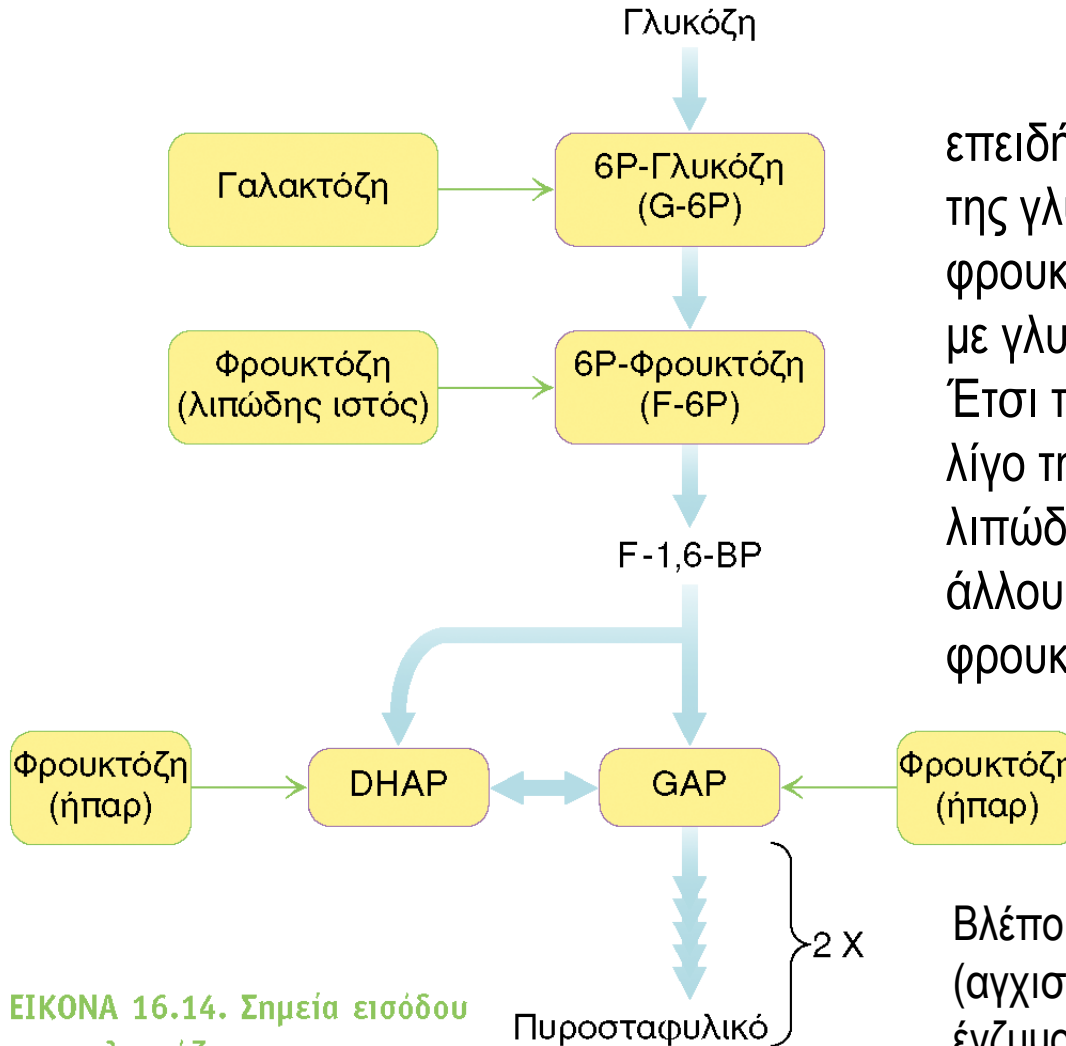 Γλυκόζη
Γαλακτόζη
6P-Γλυκόζη
(G-6P)
Φρουκτόζη
(λιπώδης ιστός)
6P-Φρουκτόζη
(F-6P)
F-1,6-BP
Φρουκτόζη
(ήπαρ)
DHAP
GAP
Φρουκτόζη
(ήπαρ)
2 X
Πυροσταφυλικό
ΕΙΚΟΝΑ 16.14. Σημεία εισόδου
επειδή
της γλυ
φρουκ
με γλυ
Έτσι π
λίγο τη
λιπώδ
άλλου
φρουκ
Βλέπο
(αγχισ